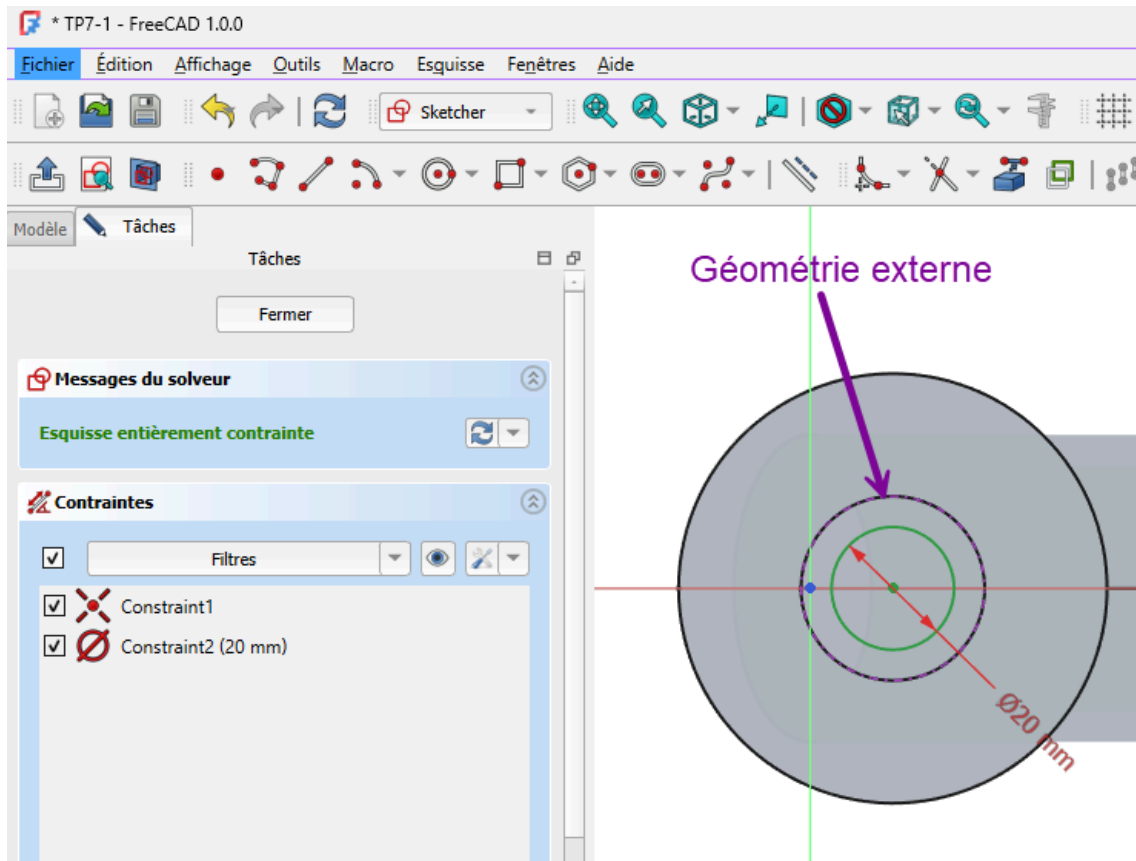 * TP7-1 - FreeCAD 1.0.0
Fichier Édition Affichage Outils Macro Esquisse Fenêtres Aide
Sketcher
Modèle Tâches
Tâches
Fermer
Messages du solveur
Esquisse entièrement contrainte
Contraintes
Filtres
Constraint1
Constraint2 (20 mm)
Géométrie externe
Ø20 mm